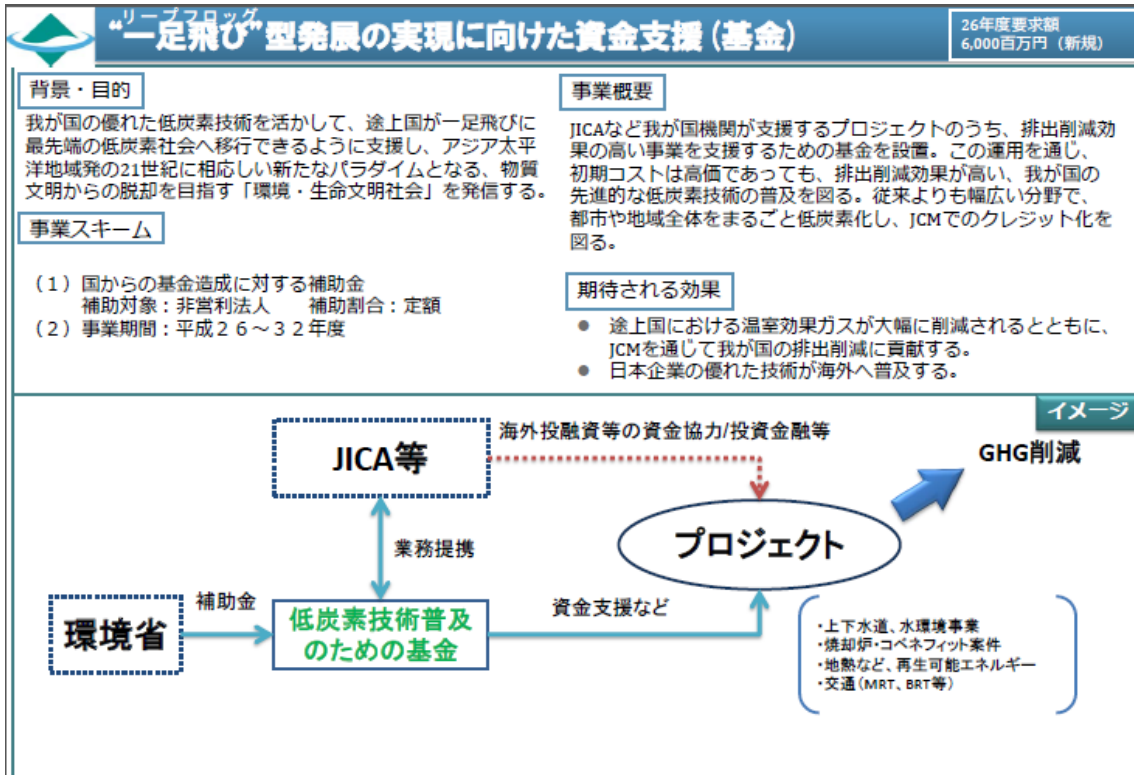 リープフロッグ
“一足飛び”型発展の実現に向けた資金支援（基金）
26年度要求額
6,000百万円（新規）
背景・目的
我が国の優れた低炭素技術を活かして、途上国が一足飛びに
最先端の低炭素社会へ移行できるように支援し、アジア太平
洋地域発の21世紀に相応しい新たなパラダイムとなる、物質
文明からの脱却を目指す「環境・生命文明社会」を発信する。
事業スキーム
（１）国からの基金造成に対する補助金
補助対象：非営利法人　　補助割合：定額
（２）事業期間：平成２６～３２年度
事業概要
JICAなど我が国機関が支援するプロジェクトのうち、排出削減効
果の高い事業を支援するための基金を設置。この運用を通じ、
初期コストは高価であっても、排出削減効果が高い、我が国の
先進的な低炭素技術の普及を図る。従来よりも幅広い分野で、
都市や地域全体をまるごと低炭素化し、JCMでのクレジット化を
図る。
期待される効果
● 途上国における温室効果ガスが大幅に削減されるとともに、
JCMを通じて我が国の排出削減に貢献する。
● 日本企業の優れた技術が海外へ普及する。
イメージ
JICA等
海外投融資等の資金協力/投資金融等
GHG削減
プロジェクト
業務提携
環境省
補助金
低炭素技術普及
のための基金
資金支援など
・上下水道、水環境事業
・焼却炉・コベネフィット案件
・地熱など、再生可能エネルギー
・交通（MRT、BRT等）